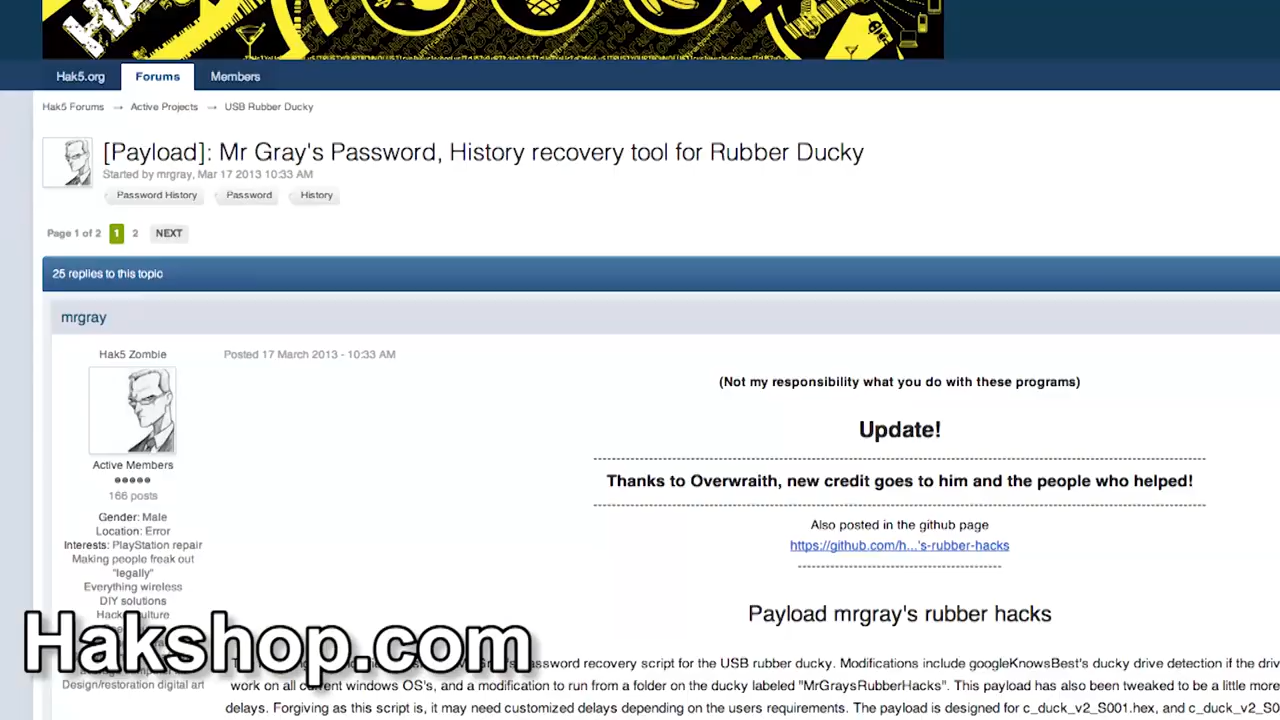 Hak5.org Forums Members
Hak5 Forums → Active Projects → USB Rubber Ducky
[Payload]: Mr Gray's Password, History recovery tool for Rubber Ducky
Started by mrgray, Mar 17 2013 10:33 AM
Password History Password History
Page 1 of 2 1 2 NEXT
25 replies to this topic
mrgray
Hak5 Zombie
Posted 17 March 2013 - 10:33 AM
(Not my responsibility what you do with these programs)
Update!
Thanks to Overwraith, new credit goes to him and the people who helped!
Active Members
166 posts
Gender: Male
Location: Error
Interests: PlayStation repair
Making people freak out
"legally"
Everything wireless
DIY solutions
Also posted in the github page
https://github.com/h...'s-rubber-hacks
Payload mrgray's rubber hacks
Hakshop.com
password recovery script for the USB rubber ducky. Modifications include googleKnowsBest's ducky drive detection if the
Design/restoration digital art
work on all current windows OS's, and a modification to run from a folder on the ducky labeled "MrGraysRubberHacks". This payload has also been tweaked to be a little more
delays. Forgiving as this script is, it may need customized delays depending on the users requirements. The payload is designed for c_duck_v2_S001.hex, and